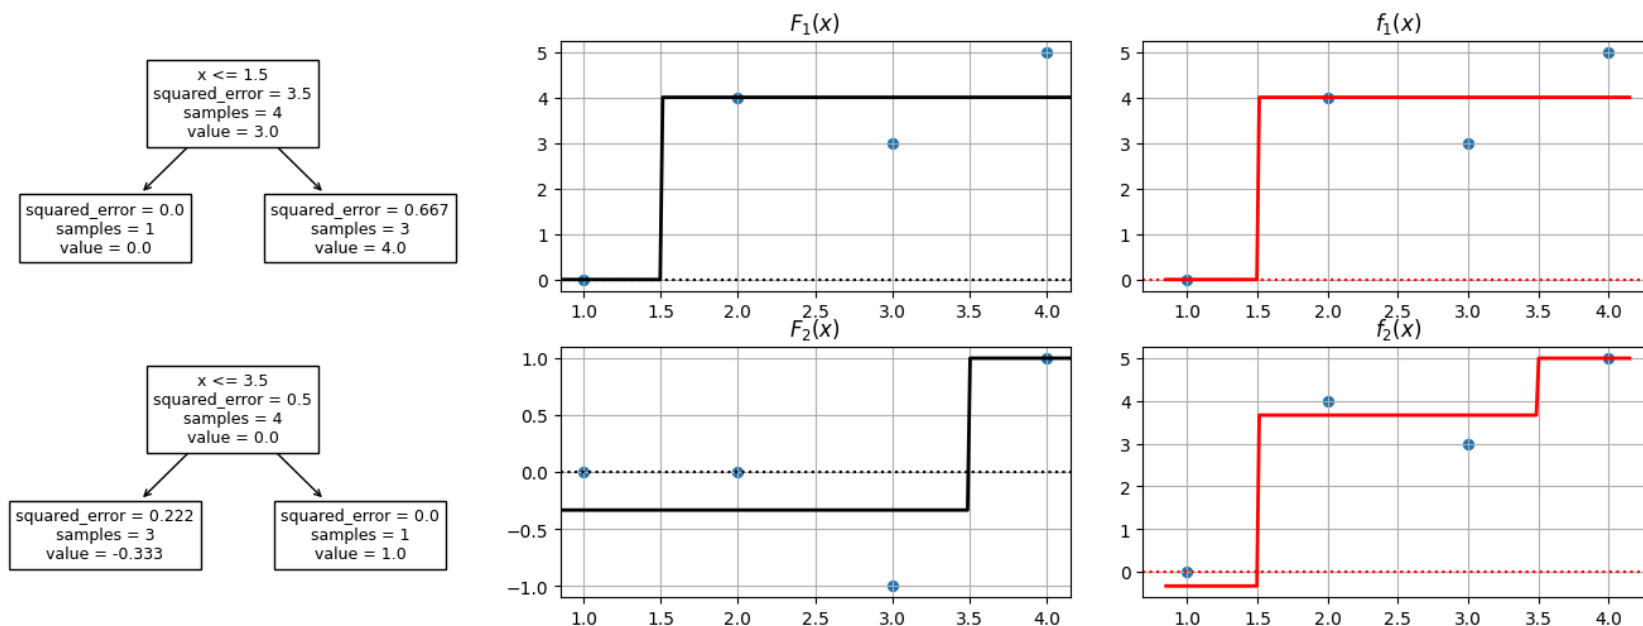 x <= 1.5
squared_error = 3.5
samples = 4
value = 3.0
squared_error = 0.0
samples = 1
value = 0.0
squared_error = 0.667
samples = 3
value = 4.0
F₁(x)
5
4
3
2
1
0
1.0 1.5 2.0 2.5 3.0 3.5 4.0
f₁(x)
5
4
3
2
1
0
1.0 1.5 2.0 2.5 3.0 3.5 4.0
x <= 3.5
squared_error = 0.5
samples = 4
value = 0.0
squared_error = 0.222
samples = 3
value = -0.333
squared_error = 0.0
samples = 1
value = 1.0
F₂(x)
1.0
0.5
0.0
−0.5
−1.0
1.0 1.5 2.0 2.5 3.0 3.5 4.0
f₂(x)
5
4
3
2
1
0
1.0 1.5 2.0 2.5 3.0 3.5 4.0